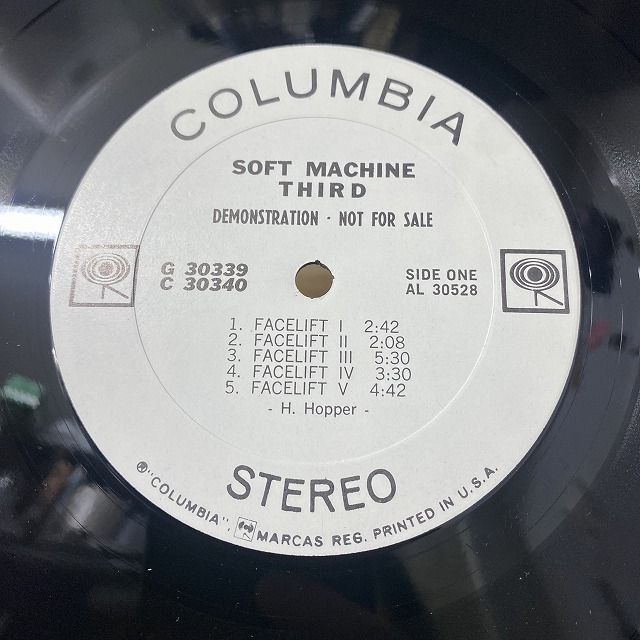 COLUMBIA
SOFT MACHINE
THIRD
DEMONSTRATION · NOT FOR SALE
G 30339
C 30340
SIDE ONE
AL 30528
1. FACELIFT I 2:42
2. FACELIFT II 2:08
3. FACELIFT III 5:30
4. FACELIFT IV 3:30
5. FACELIFT V 4:42
- H. Hopper -
STEREO
® "COLUMBIA", MARCAS REG. PRINTED IN U.S.A.